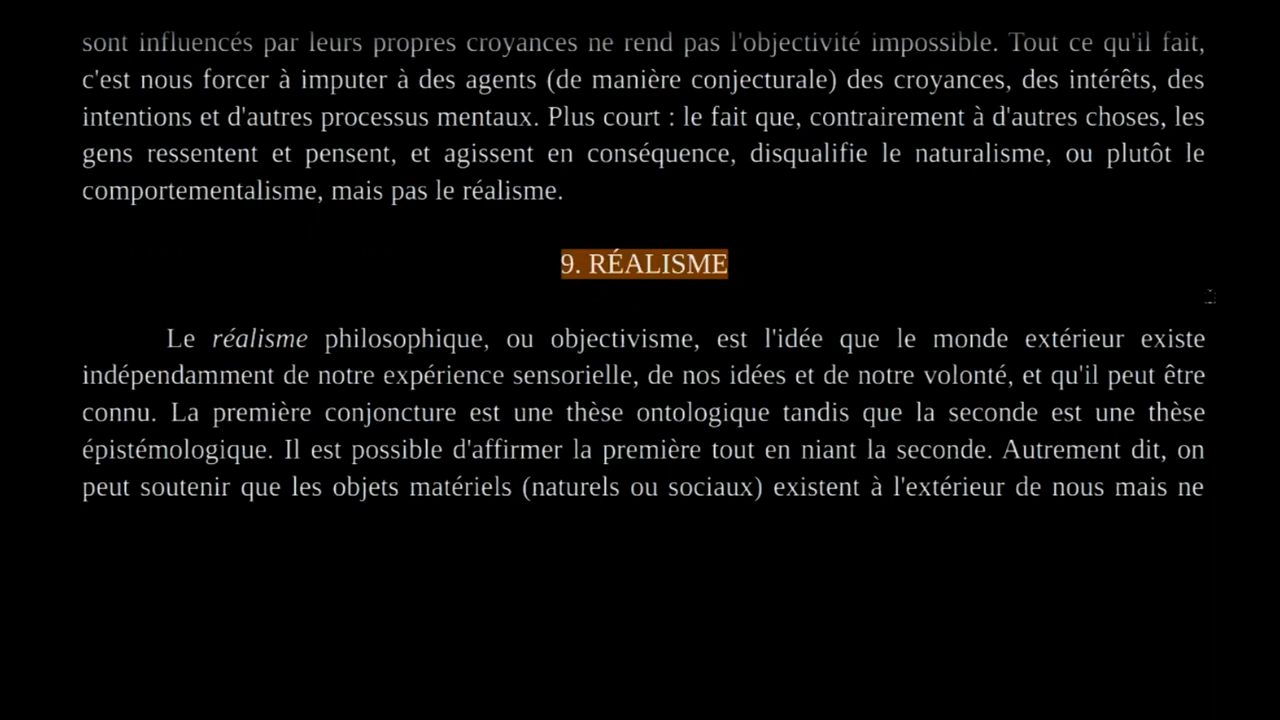 sont influencés par leurs propres croyances ne rend pas l'objectivité impossible. Tout ce qu'il fait,
c'est nous forcer à imputer à des agents (de manière conjecturale) des croyances, des intérêts, des
intentions et d'autres processus mentaux. Plus court : le fait que, contrairement à d'autres choses, les
gens ressentent et pensent, et agissent en conséquence, disqualifie le naturalisme, ou plutôt le
comportementalisme, mais pas le réalisme.
9. RÉALISME
Le réalisme philosophique, ou objectivisme, est l'idée que le monde extérieur existe
indépendamment de notre expérience sensorielle, de nos idées et de notre volonté, et qu'il peut être
connu. La première conjoncture est une thèse ontologique tandis que la seconde est une thèse
épistémologique. Il est possible d'affirmer la première tout en niant la seconde. Autrement dit, on
peut soutenir que les objets matériels (naturels ou sociaux) existent à l'extérieur de nous mais ne